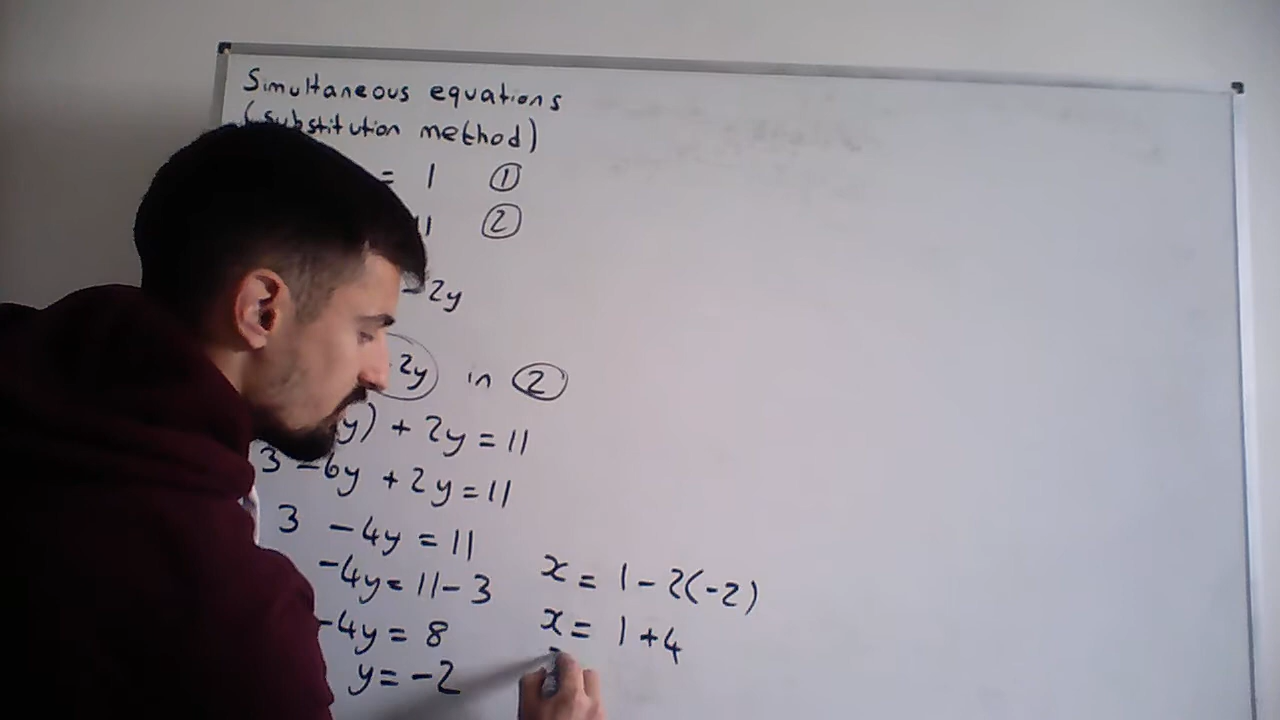 Simultaneous equations
(substitution method)
= 1 ①
11 ②
- 2y
2y in ②
y) + 2y = 11
3 - 6y + 2y = 11
3 - 4y = 11
-4y = 11 - 3
-4y = 8
y = -2
x = 1 - 2(-2)
x = 1 + 4